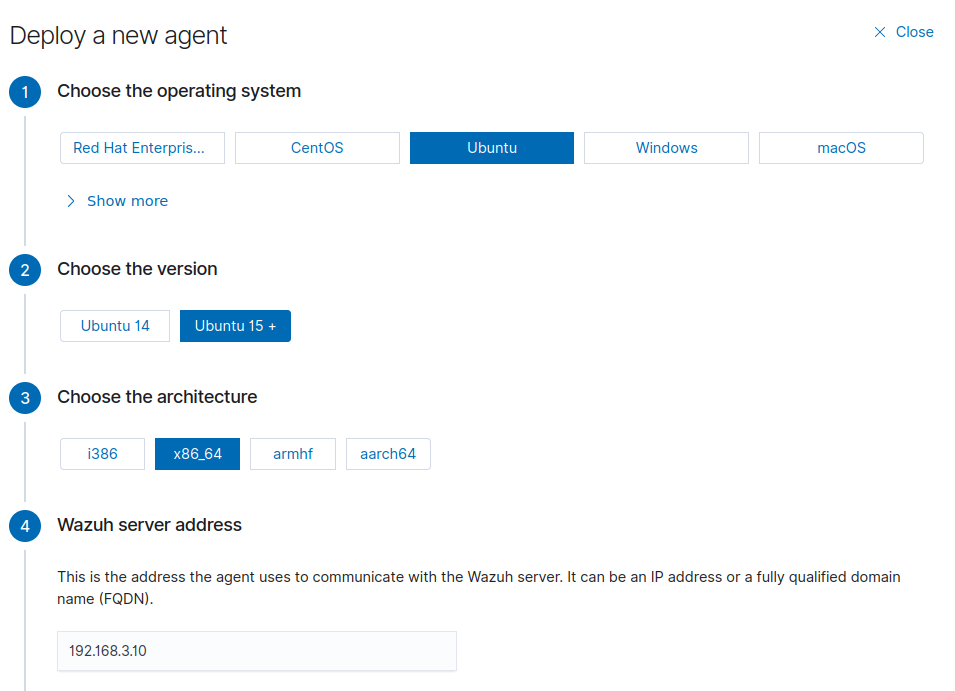 Deploy a new agent
Close
1
Choose the operating system
Red Hat Enterpris...
CentOS
Ubuntu
Windows
macOS
Show more
2
Choose the version
Ubuntu 14
Ubuntu 15 +
3
Choose the architecture
i386
x86_64
armhf
aarch64
4
Wazuh server address
This is the address the agent uses to communicate with the Wazuh server. It can be an IP address or a fully qualified domain
name (FQDN).
192.168.3.10